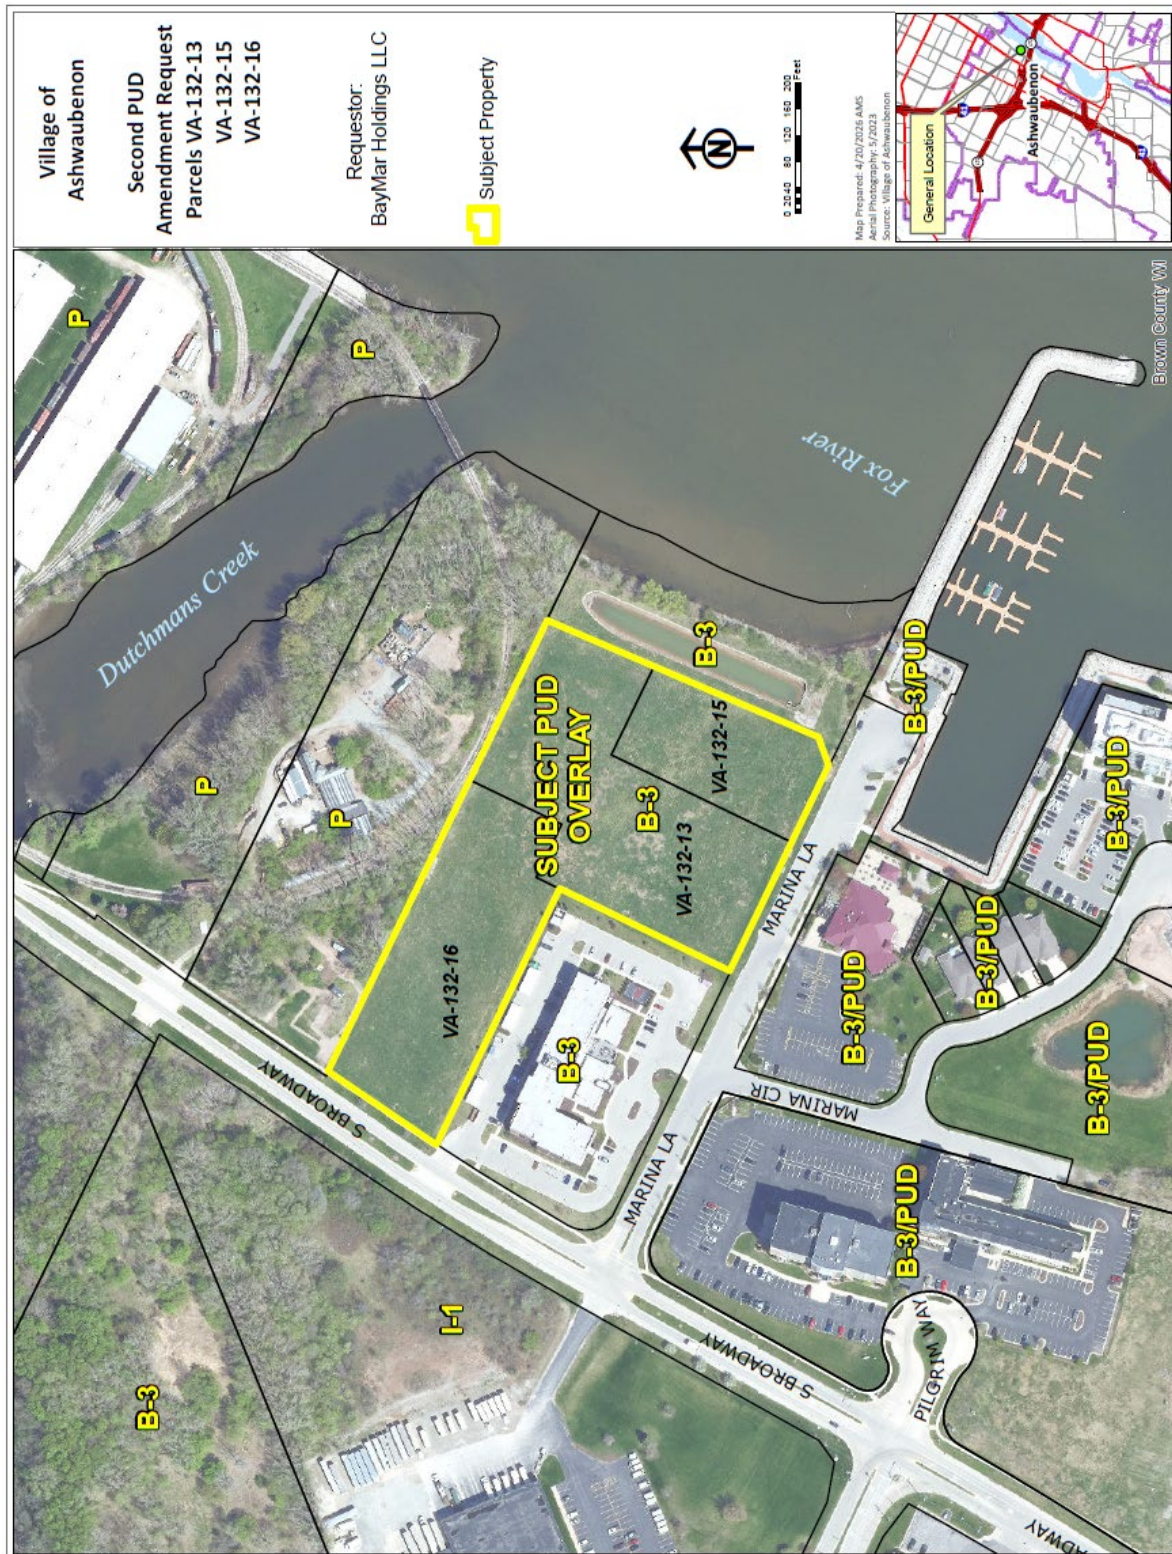 Village of
Ashwaubenon
Second PUD
Amendment Request
Parcels VA-132-13
VA-132-15
VA-132-16
Requestor:
BayMar Holdings LLC
Subject Property
N
0 20 40 80 120 160 200
Feet
Map Prepared: 4/20/2026 AMS
Aerial Photography: 5/2023
Source: Village of Ashwaubenon
General Location
Ashwaubenon
P
P
Dutchmans Creek
P
P
Fox River
S BROADWAY
VA-132-16
SUBJECT PUD
OVERLAY
B-3
VA-132-15
B-3
VA-132-13
B-3
B-3
I-1
B-3
MARINA LA
MARINA LA
B-3/PUD
B-3/PUD
B-3/PUD
B-3/PUD
B-3/PUD
B-3/PUD
MARINA CIR
S BROADWAY
PILGRIM WAY
ADWAY
Brown County WI